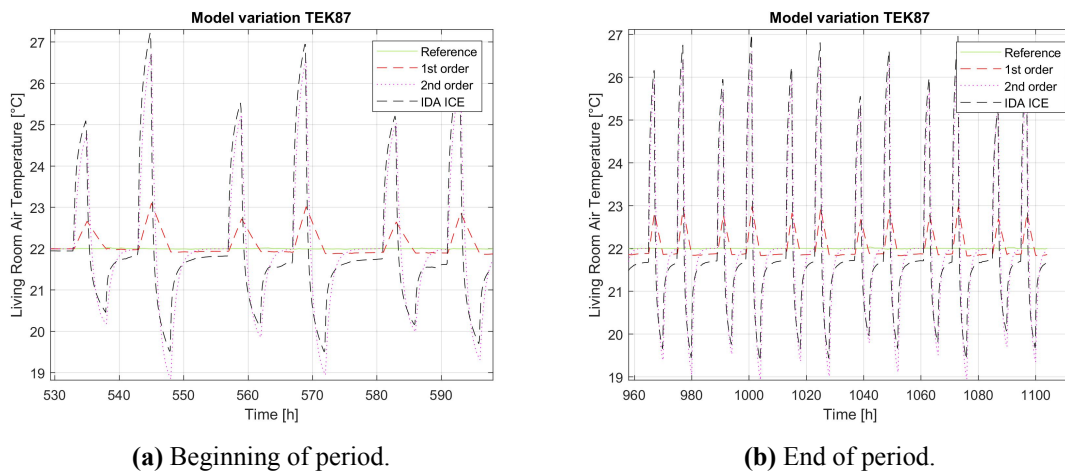 Model variation TEK87
27
26
25
24
23
22
21
20
19
Living Room Air Temperature [°C]
530 540 550 560 570 580 590
Time [h]
Reference
1st order
2nd order
IDA ICE
(a) Beginning of period.
Model variation TEK87
27
26
25
24
23
22
21
20
19
Living Room Air Temperature [°C]
960 980 1000 1020 1040 1060 1080 1100
Time [h]
Reference
1st order
2nd order
IDA ICE
(b) End of period.